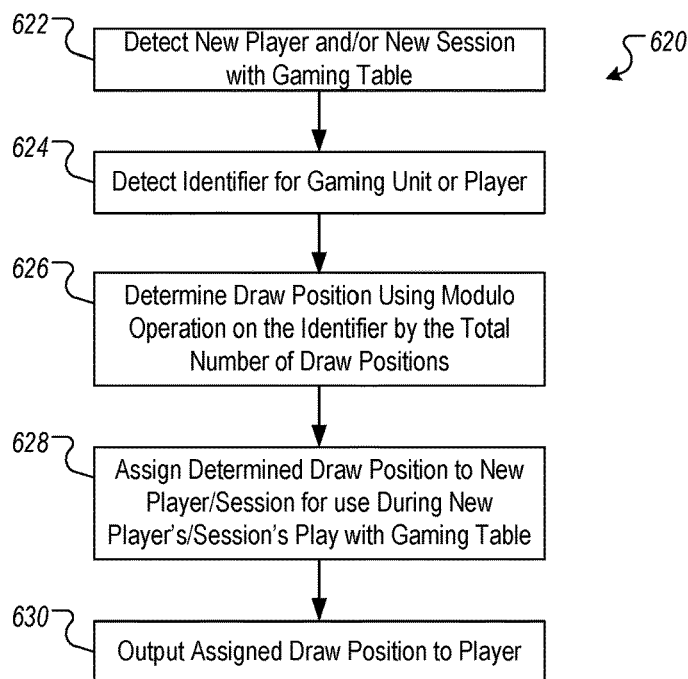 622
Detect New Player and/or New Session
with Gaming Table
620
624
Detect Identifier for Gaming Unit or Player
626
Determine Draw Position Using Modulo
Operation on the Identifier by the Total
Number of Draw Positions
628
Assign Determined Draw Position to New
Player/Session for use During New
Player's/Session's Play with Gaming Table
630
Output Assigned Draw Position to Player